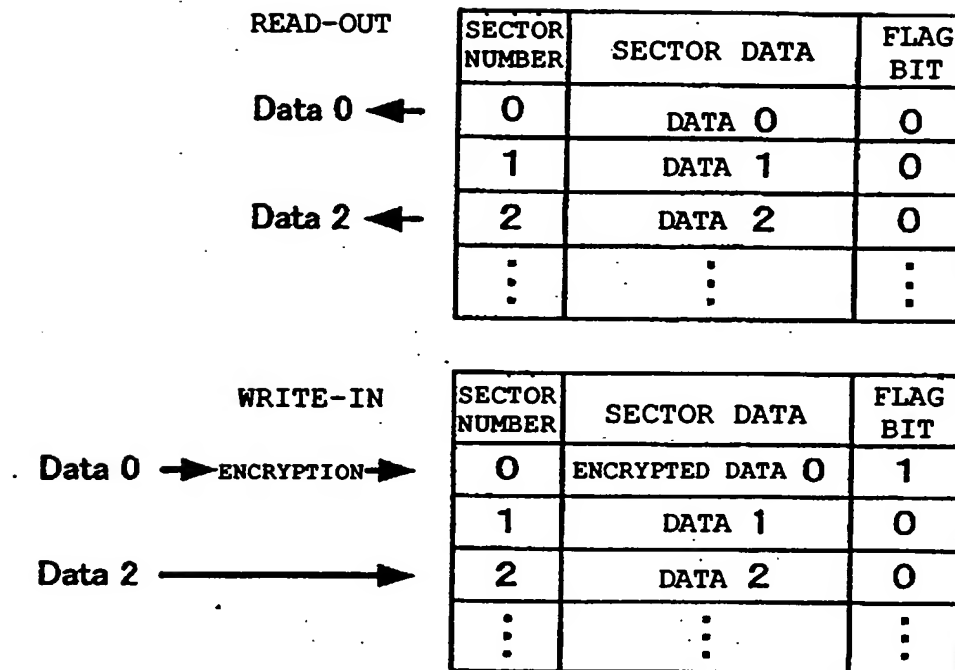 READ-OUT
SECTOR NUMBER SECTOR DATA FLAG BIT
Data 0 0 DATA 0 0
1 DATA 1 0
Data 2 2 DATA 2 0
WRITE-IN
SECTOR NUMBER SECTOR DATA FLAG BIT
Data 0 ENCRYPTION 0 ENCRYPTED DATA 0 1
1 DATA 1 0
Data 2 2 DATA 2 0